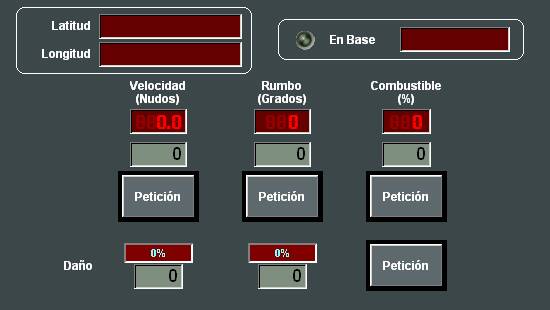 Latitud
Longitud
En Base
Velocidad
(Nudos)
Rumbo
(Grados)
Combustible
(%)
0.0
0
0
0
0
0
Petición
Petición
Petición
Daño
0%
0%
0
0
Petición